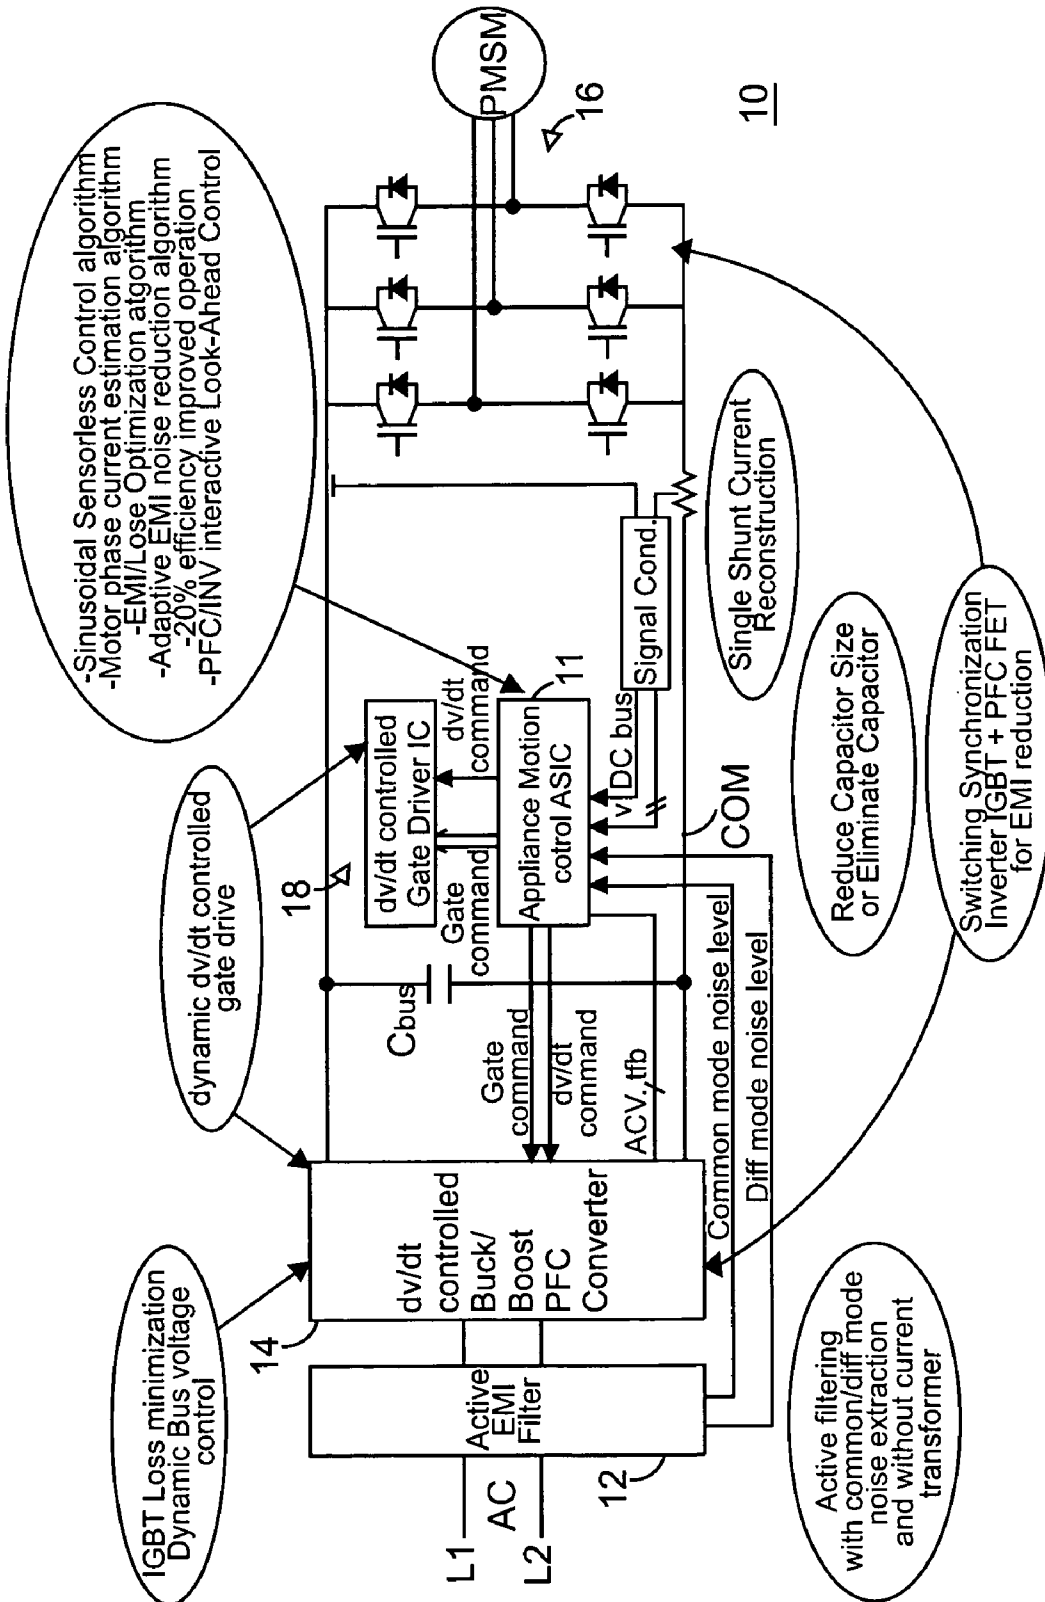 IGBT Loss minimization
Dynamic Bus voltage
control
dynamic dv/dt controlled
gate drive
-Sinusoidal Sensorless Control algorithm
-Motor phase current estimation algorithm
-EMI/Lose Optimization atgorithm
-Adaptive EMI noise reduction algorithm
-20% efficiency improved operation
-PFC/INV interactive Look-Ahead Control
L1
AC
L2
12
Active
EMI
Filter
14
dv/dt
controlled
Buck/
Boost
PFC
Converter
Cbus
18
dv/dt controlled
Gate Driver IC
Gate
command
dv/dt
command
11
Appliance Motion
cotrol ASIC
Gate
command
dv/dt
command
ACV.tfb
v
DC bus
Signal Cond.
COM
Common mode noise level
Diff mode noise level
PMSM
16
10
Active filtering
with common/diff mode
noise extraction
and without current
transformer
Single Shunt Current
Reconstruction
Reduce Capacitor Size
or Eliminate Capacitor
Switching Synchronization
Inverter IGBT + PFC FET
for EMI reduction